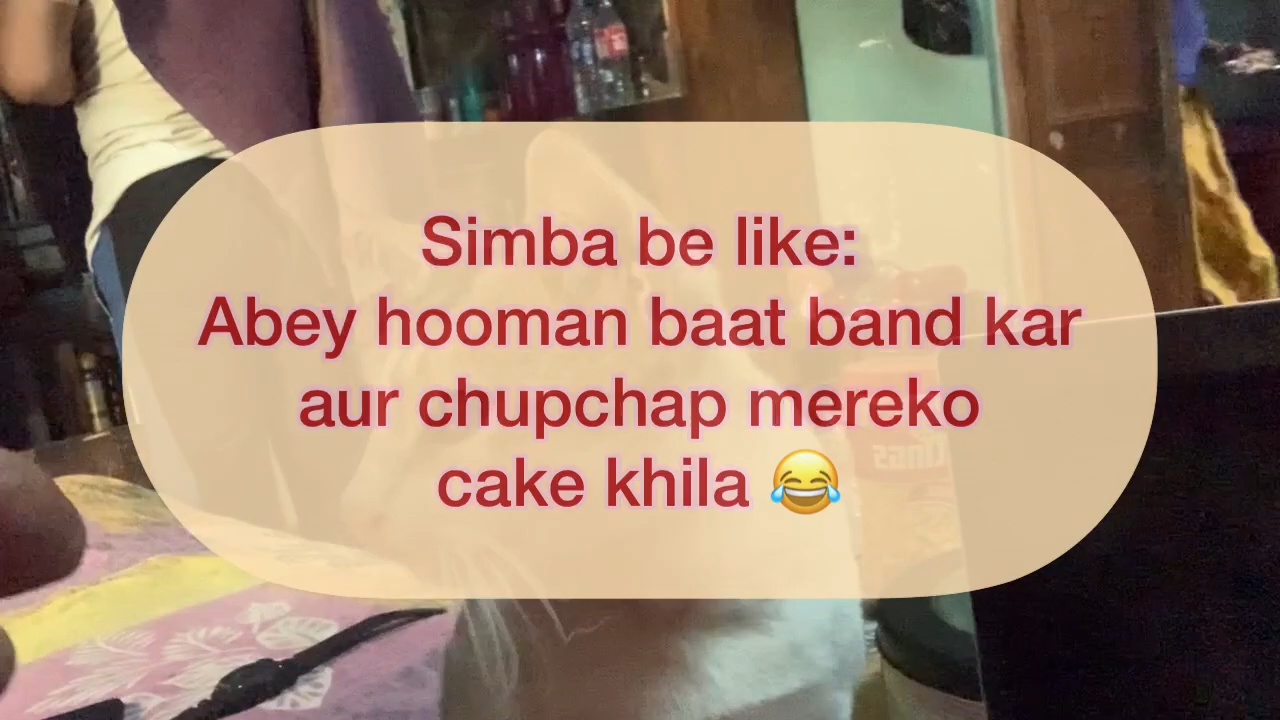 Simba be like:
Abey hooman baat band kar
aur chupchap mereko
cake khila 😂